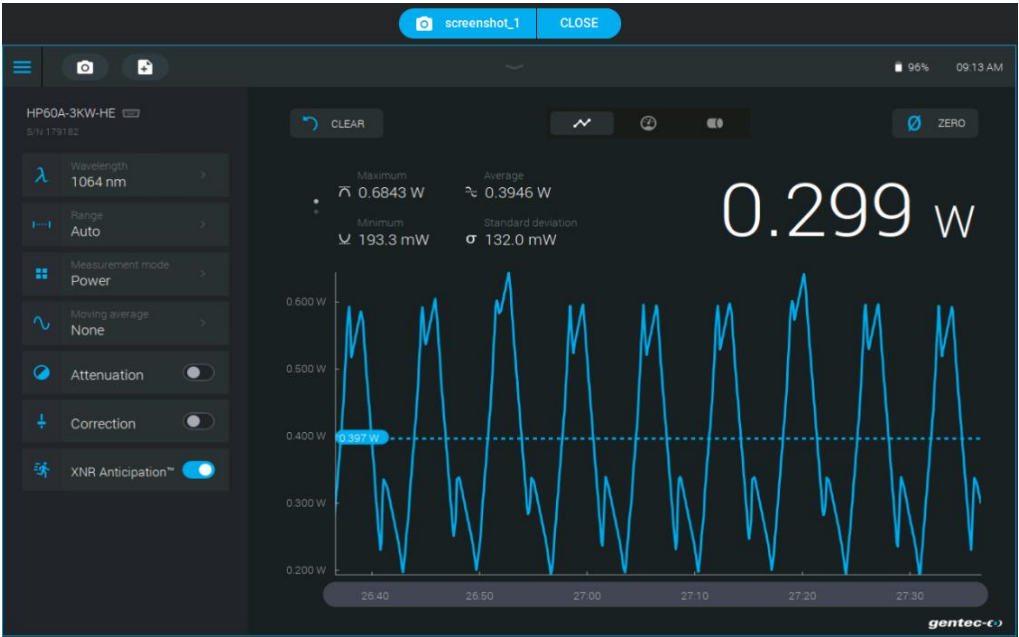 screenshot_1 CLOSE
96% 09:13 AM
HP60A-3KW-HE
S/N 179182
CLEAR
ZERO
Wavelength
1064 nm
Range
Auto
Measurement mode
Power
Moving average
None
Attenuation
Correction
XNR Anticipation™
Maximum
0.6843 W
Average
0.3946 W
Minimum
193.3 mW
Standard deviation
σ 132.0 mW
0.299 W
0.600 W
0.500 W
0.400 W
0.397 W
0.300 W
0.200 W
26:40 26:50 27:00 27:10 27:20 27:30
gentec-eo